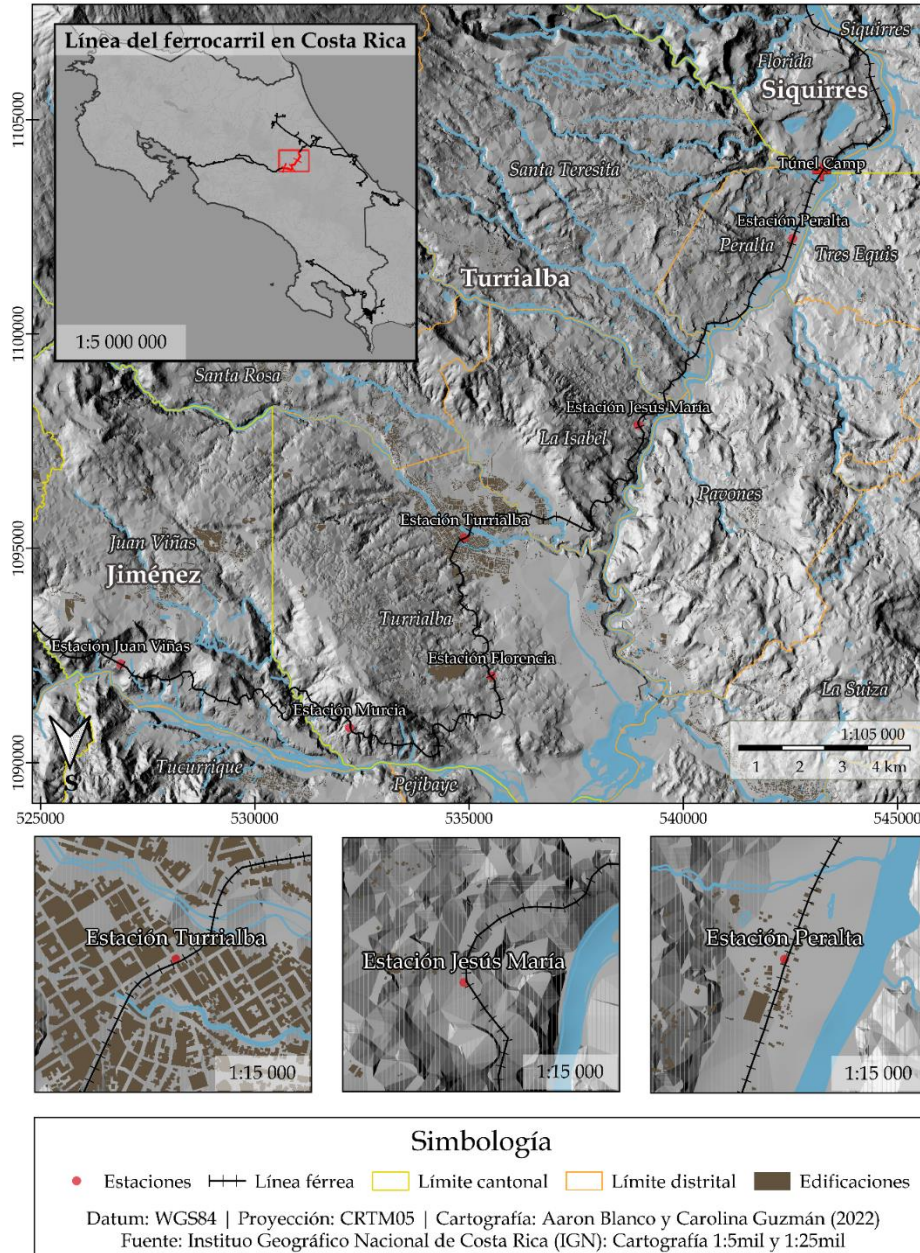 Línea del ferrocarril en Costa Rica
1:5 000 000
Siquirres
Florida
Siquirres
Túnel Camp
Santa Teresita
Estación Peralta
Peralta
Tres Equis
Turrialba
Santa Rosa
Estación Jesús María
La Isabel
Pavones
Estación Turrialba
Juan Viñas
Jiménez
Turrialba
Estación Juan Viñas
Estación Florencia
La Suiza
Estación Murcia
1:105 000
1 2 3 4 km
S
Tucurrique
Pejibaye
1105000
1100000
1095000
1090000
525000 530000 535000 540000 545000
Estación Turrialba
1:15 000
Estación Jesús María
1:15 000
Estación Peralta
1:15 000
Simbología
Estaciones Línea férrea Límite cantonal Límite distrital Edificaciones
Datum: WGS84 | Proyección: CRTM05 | Cartografía: Aaron Blanco y Carolina Guzmán (2022)
Fuente: Instituo Geográfico Nacional de Costa Rica (IGN): Cartografía 1:5mil y 1:25mil